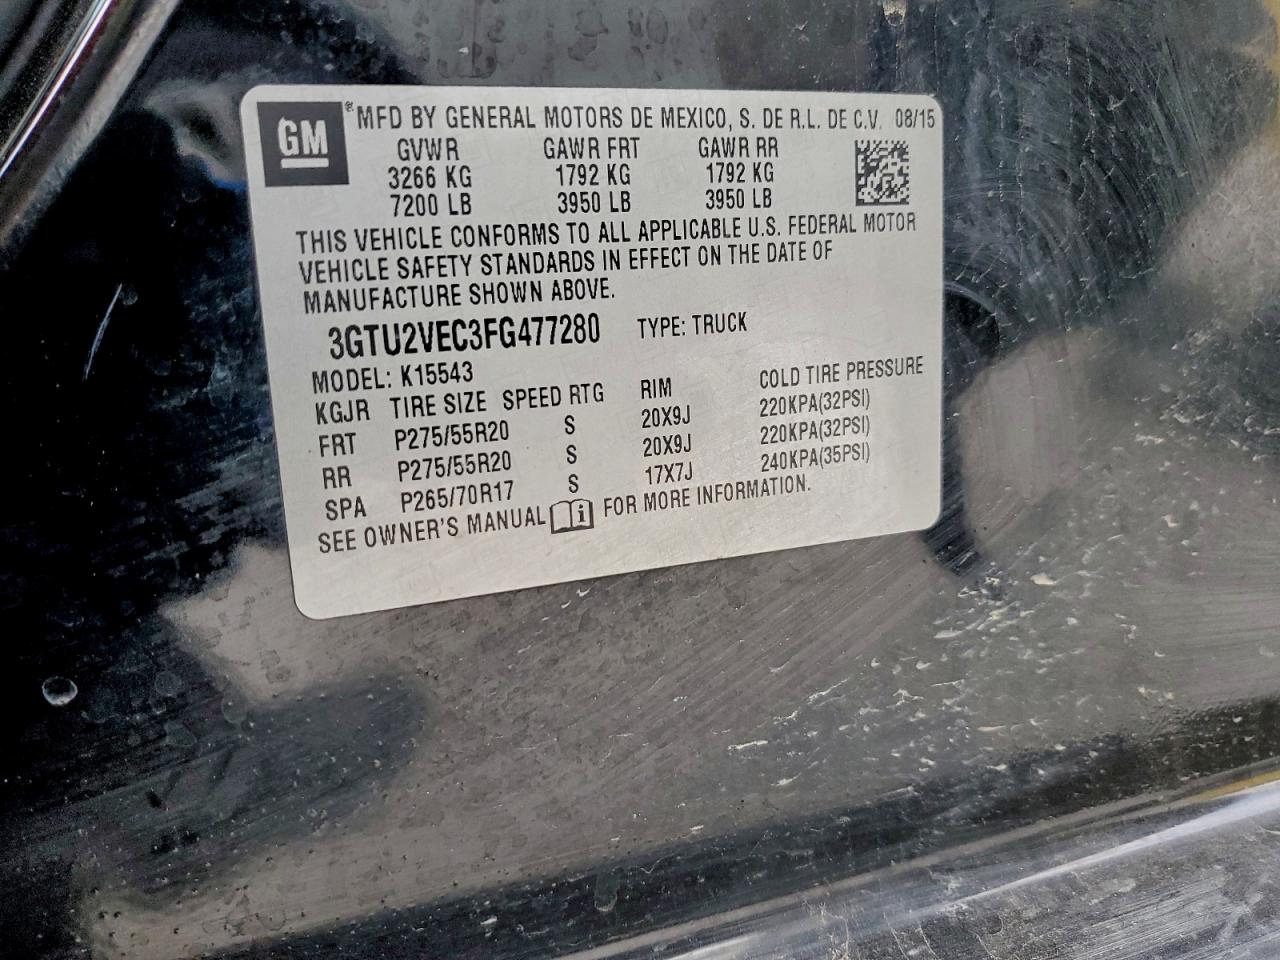 GM ® MFD BY GENERAL MOTORS DE MEXICO, S. DE R.L. DE C.V. 08/15
GVWR GAWR FRT GAWR RR
3266 KG 1792 KG 1792 KG
7200 LB 3950 LB 3950 LB
THIS VEHICLE CONFORMS TO ALL APPLICABLE U.S. FEDERAL MOTOR
VEHICLE SAFETY STANDARDS IN EFFECT ON THE DATE OF
MANUFACTURE SHOWN ABOVE.
3GTU2VEC3FG477280 TYPE: TRUCK
MODEL: K15543
KGJR TIRE SIZE SPEED RTG RIM COLD TIRE PRESSURE
FRT P275/55R20 S 20X9J 220KPA(32PSI)
RR P275/55R20 S 20X9J 220KPA(32PSI)
SPA P265/70R17 S 17X7J 240KPA(35PSI)
SEE OWNER'S MANUAL i FOR MORE INFORMATION.